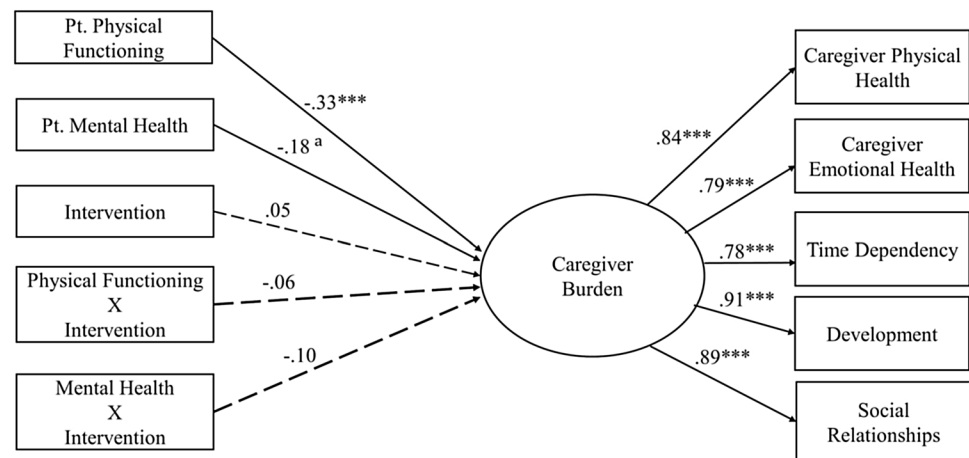 Pt. Physical
Functioning
Pt. Mental Health
Intervention
Physical Functioning
X
Intervention
Mental Health
X
Intervention
-.33***
-.18 a
.05
-.06
-.10
Caregiver
Burden
.84***
.79***
.78***
.91***
.89***
Caregiver Physical
Health
Caregiver
Emotional Health
Time Dependency
Development
Social
Relationships